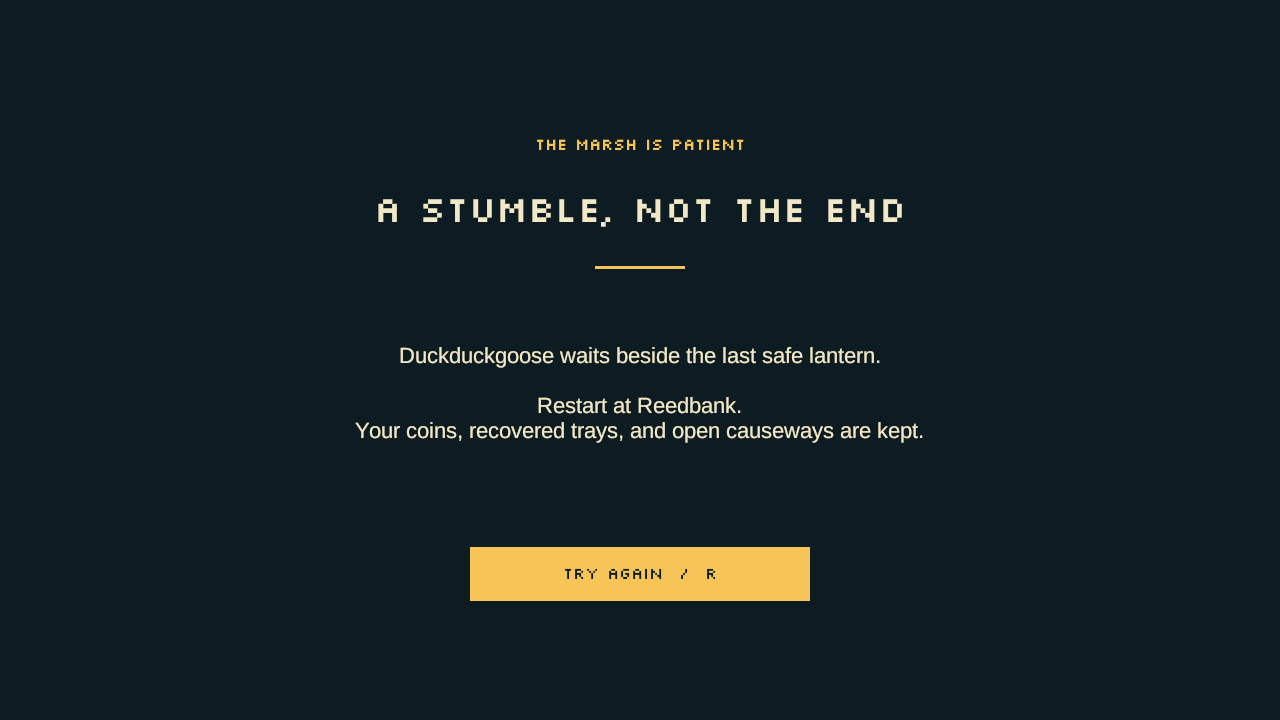 THE MARSH IS PATIENT
A STUMBLE, NOT THE END
Duckduckgoose waits beside the last safe lantern.
Restart at Reedbank.
Your coins, recovered trays, and open causeways are kept.
TRY AGAIN / R